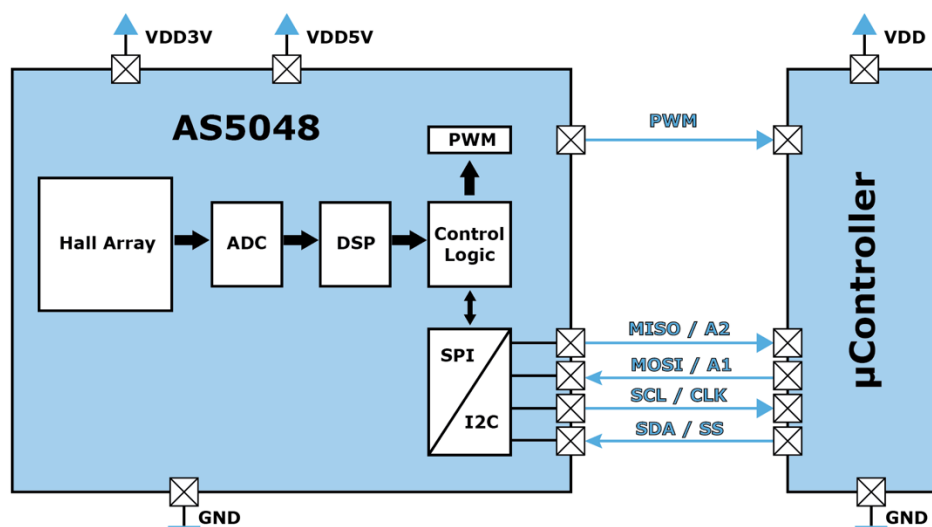 VDD3V
VDD5V
VDD
AS5048
PWM
PWM
Hall Array
ADC
DSP
Control
Logic
µController
SPI
I2C
MISO / A2
MOSI / A1
SCL / CLK
SDA / SS
GND
GND